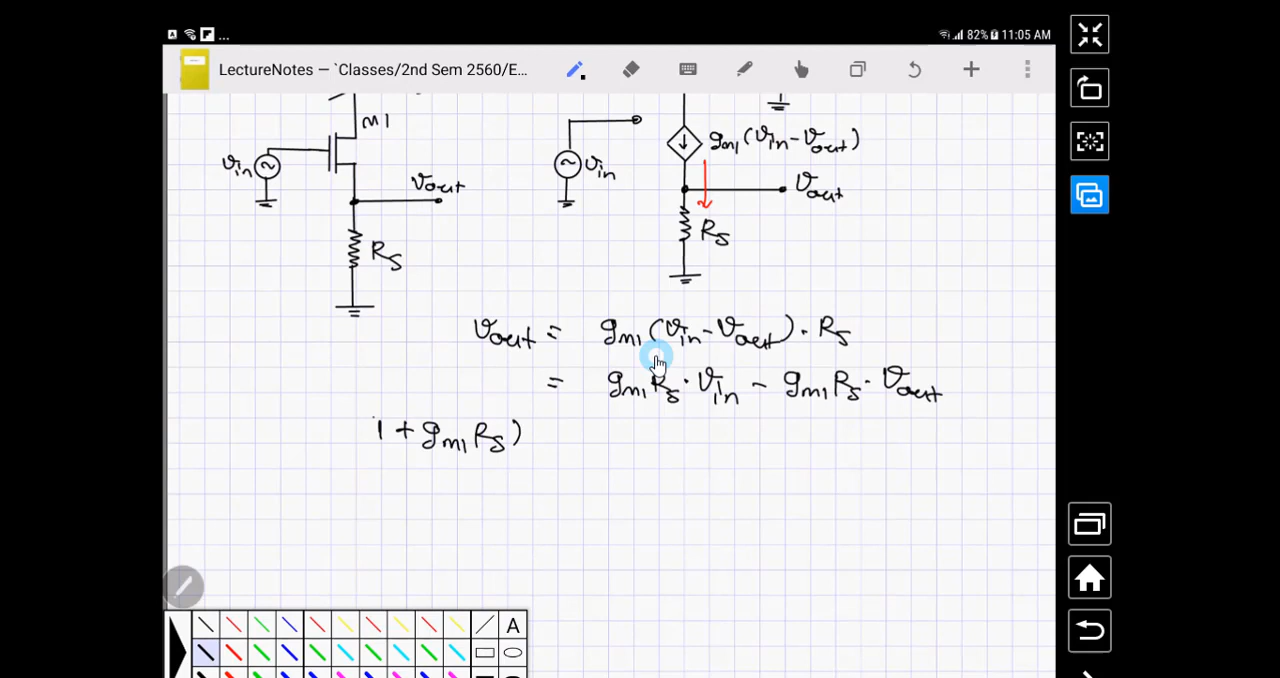 82% 11:05 AM
LectureNotes — `Classes/2nd Sem 2560/E...
M1
Vin
Vout
RS
Vin
gm1(Vin-Vout)
Vout
RS
Vout = gm1(Vin-Vout) · RS
= gm1RS · Vin - gm1RS · Vout
1 + gm1RS)
A